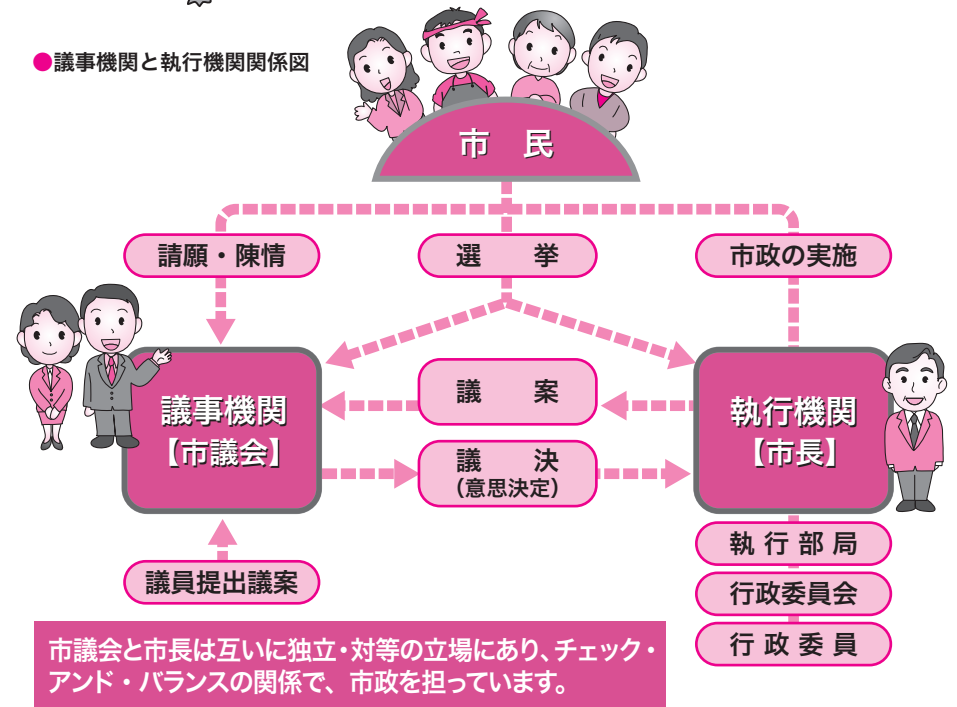 ●議事機関と執行機関関係図
市 民
請願・陳情
選 挙
市政の実施
議事機関
【市議会】
議 案
執行機関
【市長】
議 決
（意思決定）
議員提出議案
執行部局
行政委員会
行政委員
市議会と市長は互いに独立・対等の立場にあり、チェック・
アンド・バランスの関係で、市政を担っています。